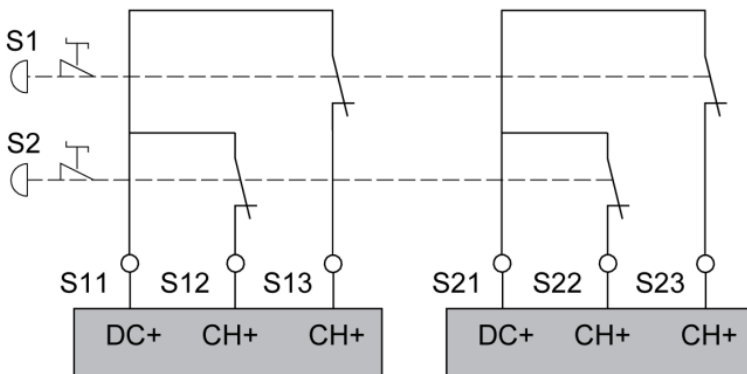 S1
S2
S11 S12 S13 S21 S22 S23
DC+ CH+ CH+ DC+ CH+ CH+